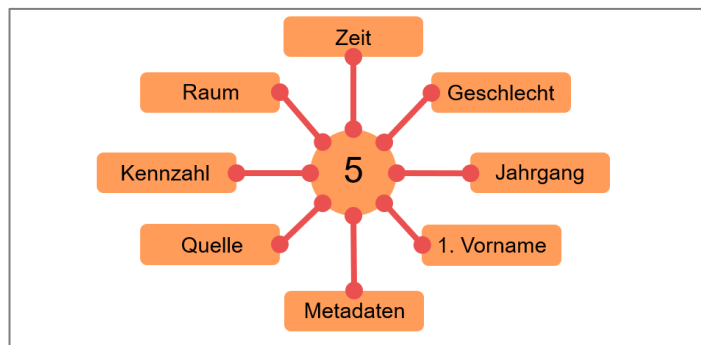 Zeit
Raum
Geschlecht
Kennzahl
5
Jahrgang
Quelle
1. Vorname
Metadaten